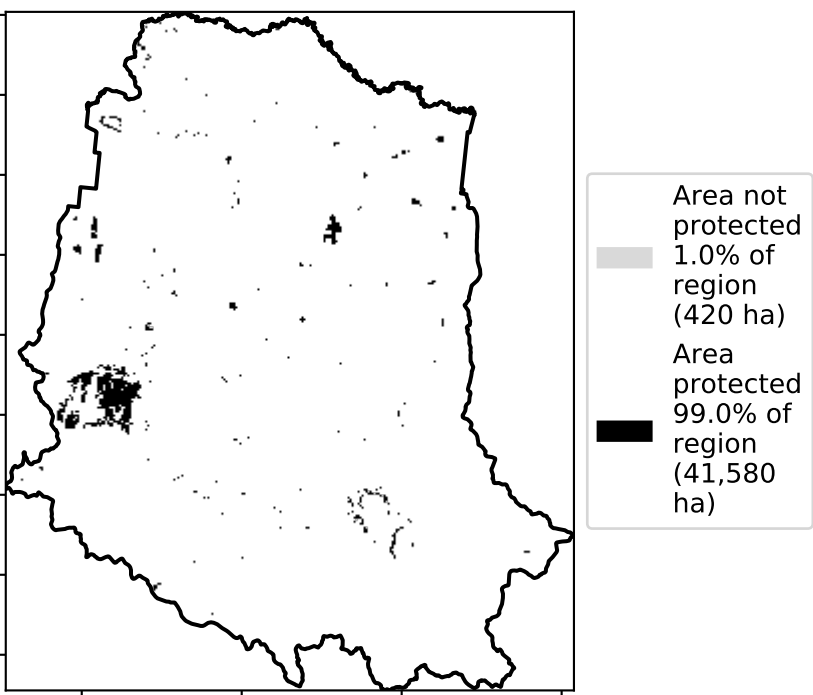 Area not
protected
1.0% of
region
(420 ha)
Area
protected
99.0% of
region
(41,580
ha)